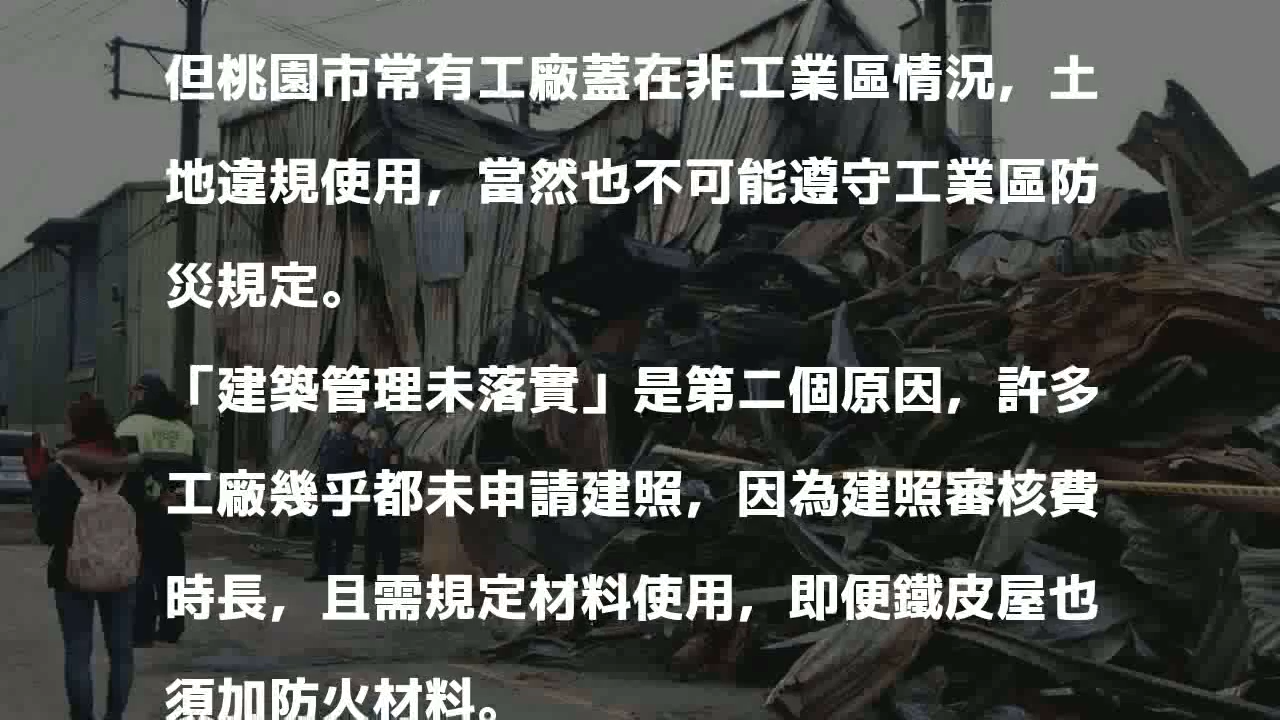 但桃園市常有工廠蓋在非工業區情況，土
地違規使用，當然也不可能遵守工業區防
災規定。
「建築管理未落實」是第二個原因，許多
工廠幾乎都未申請建照，因為建照審核費
時長，且需規定材料使用，即便鐵皮屋也
須加防火材料。